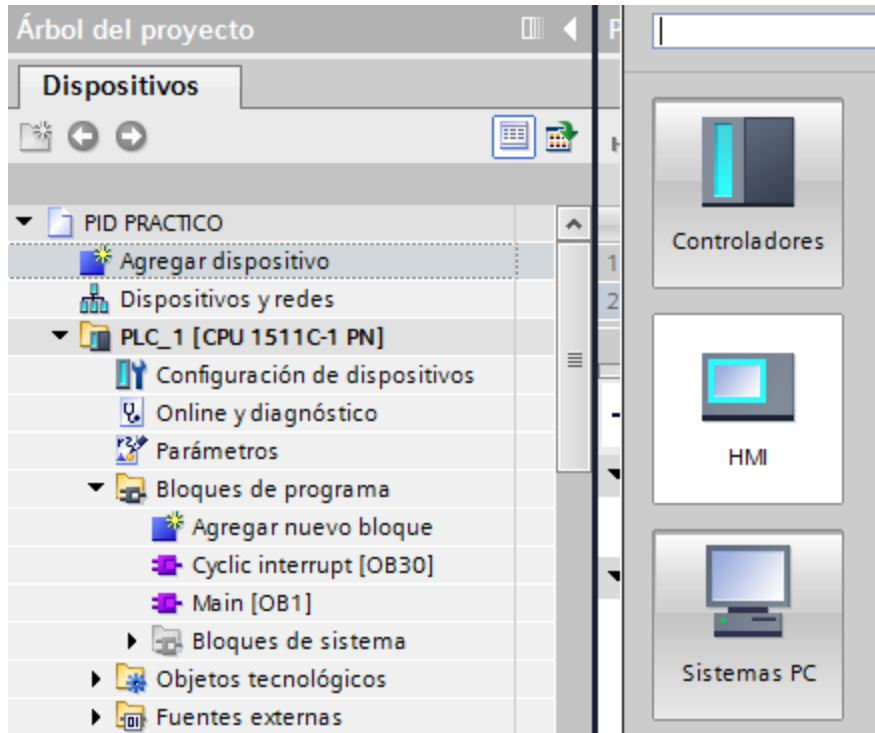 Árbol del proyecto
Dispositivos
PID PRACTICO
Agregar dispositivo
Dispositivos y redes
PLC_1 [CPU 1511C-1 PN]
Configuración de dispositivos
Online y diagnóstico
Parámetros
Bloques de programa
Agregar nuevo bloque
Cyclic interrupt [OB30]
Main [OB1]
Bloques de sistema
Objetos tecnológicos
Fuentes externas
1
2
Controladores
HMI
Sistemas PC